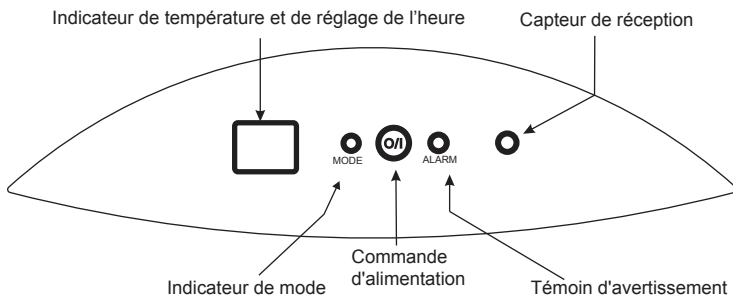 Indicateur de température et de réglage de l'heure
Capteur de réception
O/I
MODE
ALARM
Indicateur de mode
Commande
d'alimentation
Témoin d'avertissement